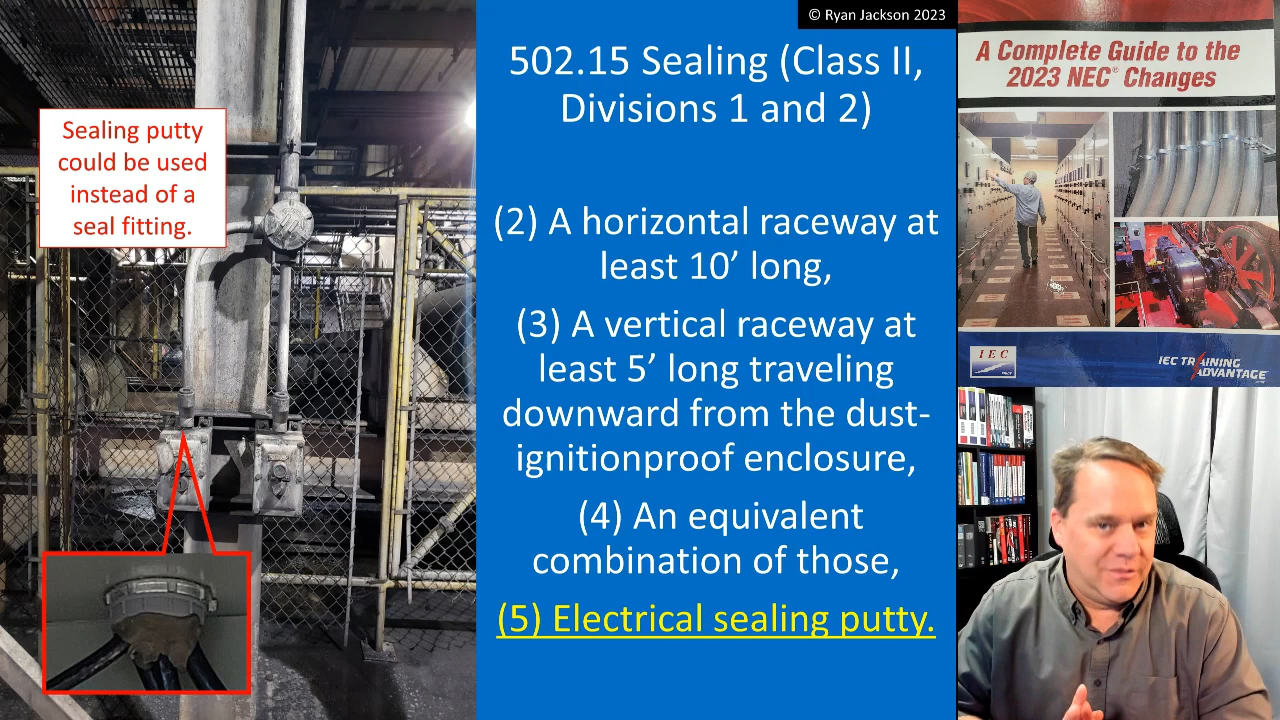 © Ryan Jackson 2023
502.15 Sealing (Class II,
Divisions 1 and 2)
(2) A horizontal raceway at
least 10’ long,
(3) A vertical raceway at
least 5’ long traveling
downward from the dust-
ignitionproof enclosure,
(4) An equivalent
combination of those,
(5) Electrical sealing putty.
Sealing putty
could be used
instead of a
seal fitting.
A Complete Guide to the
2023 NEC® Changes
IEC
IEC TRAINING
ADVANTAGE